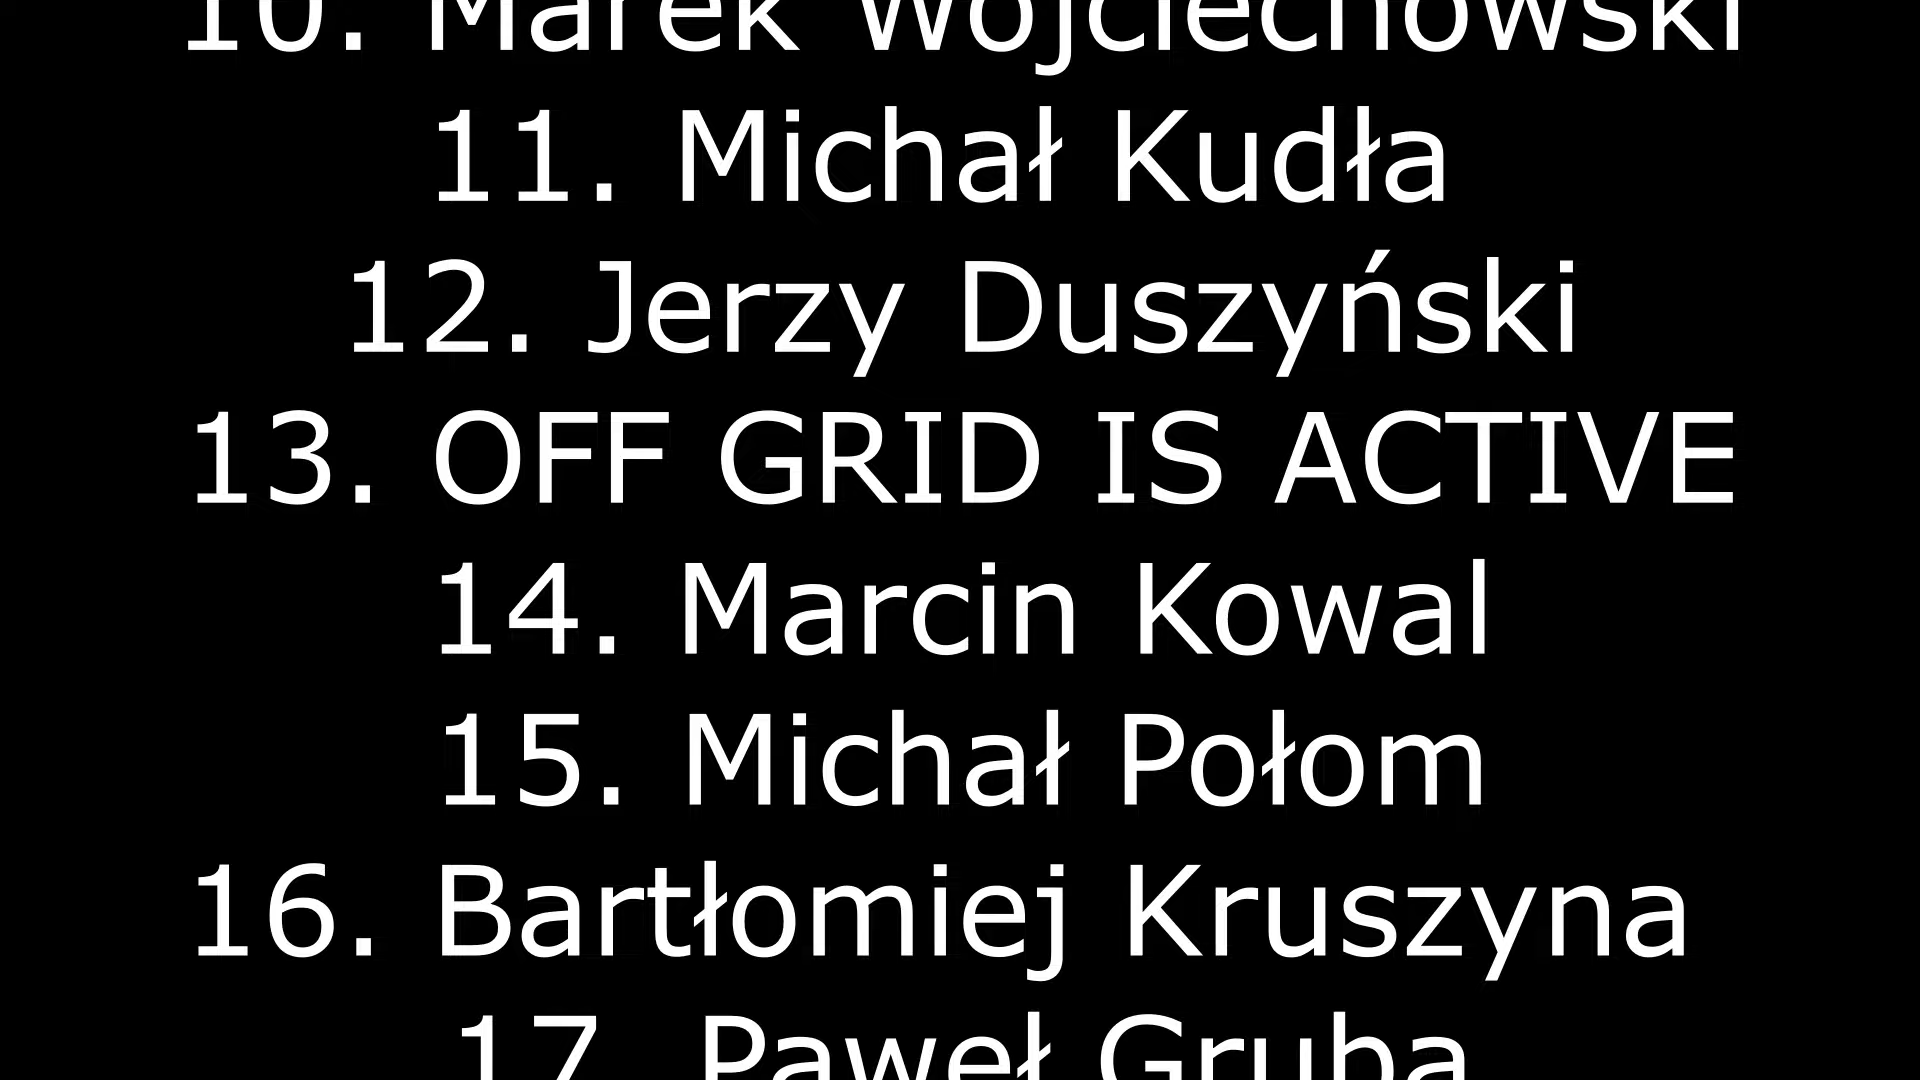 10. Marek Wojciechowski
11. Michał Kudła
12. Jerzy Duszyński
13. OFF GRID IS ACTIVE
14. Marcin Kowal
15. Michał Połom
16. Bartłomiej Kruszyna
17. Paweł Gruba